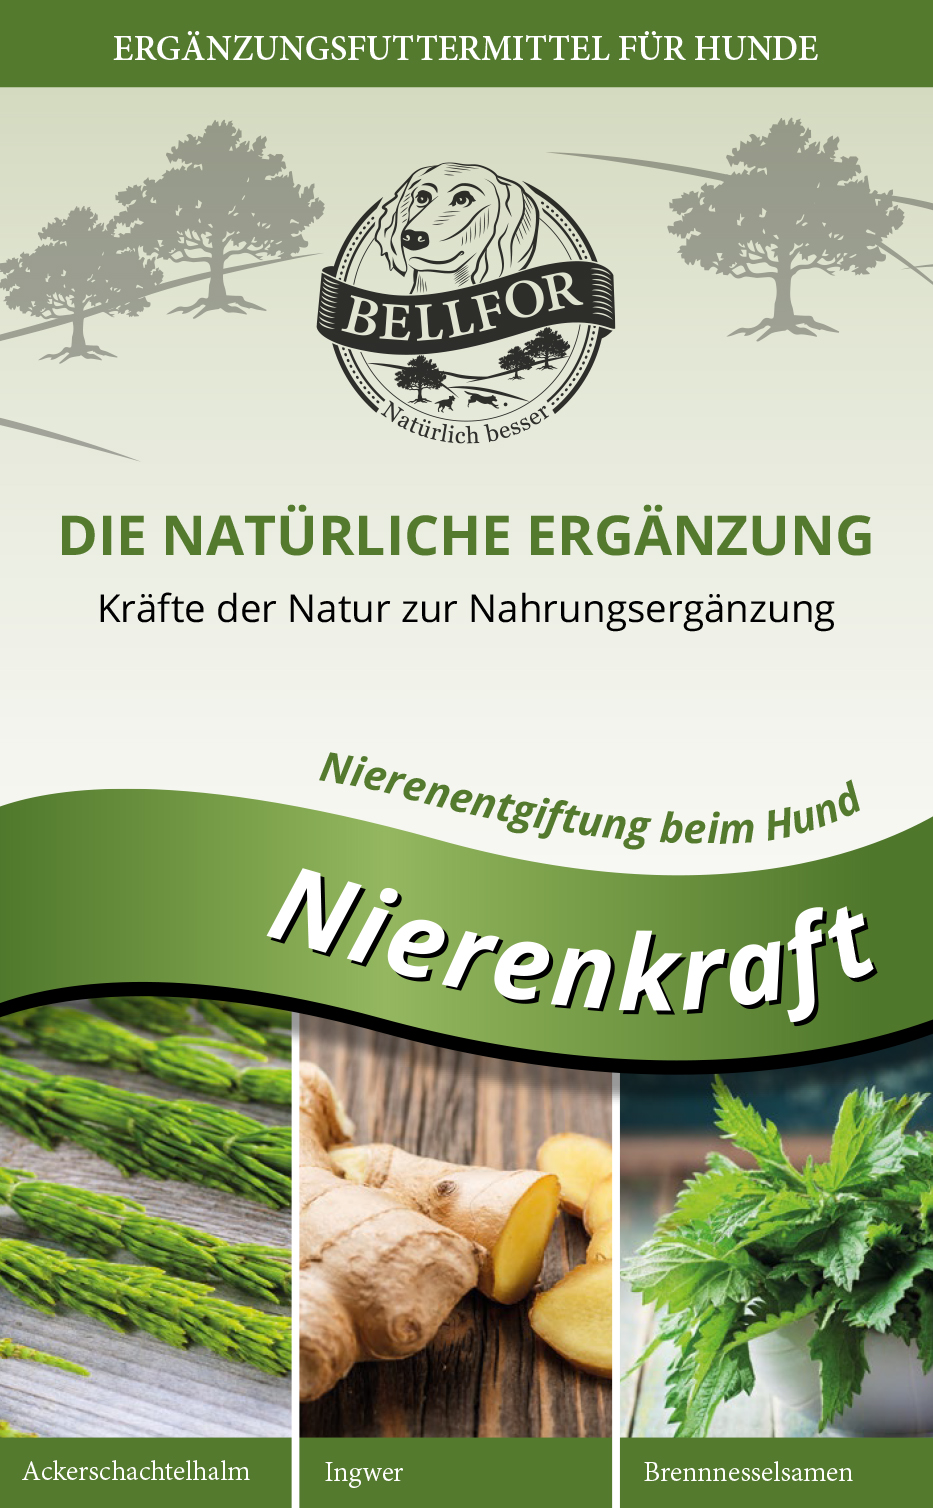 ERGÄNZUNGSFUTTERMITTEL FÜR HUNDE
BELLFOR
Natürlich besser
DIE NATÜRLICHE ERGÄNZUNG
Kräfte der Natur zur Nahrungsergänzung
Nierenentgiftung beim Hund
Nierenkraft
Ackerschachtelhalm
Ingwer
Brennnesselsamen